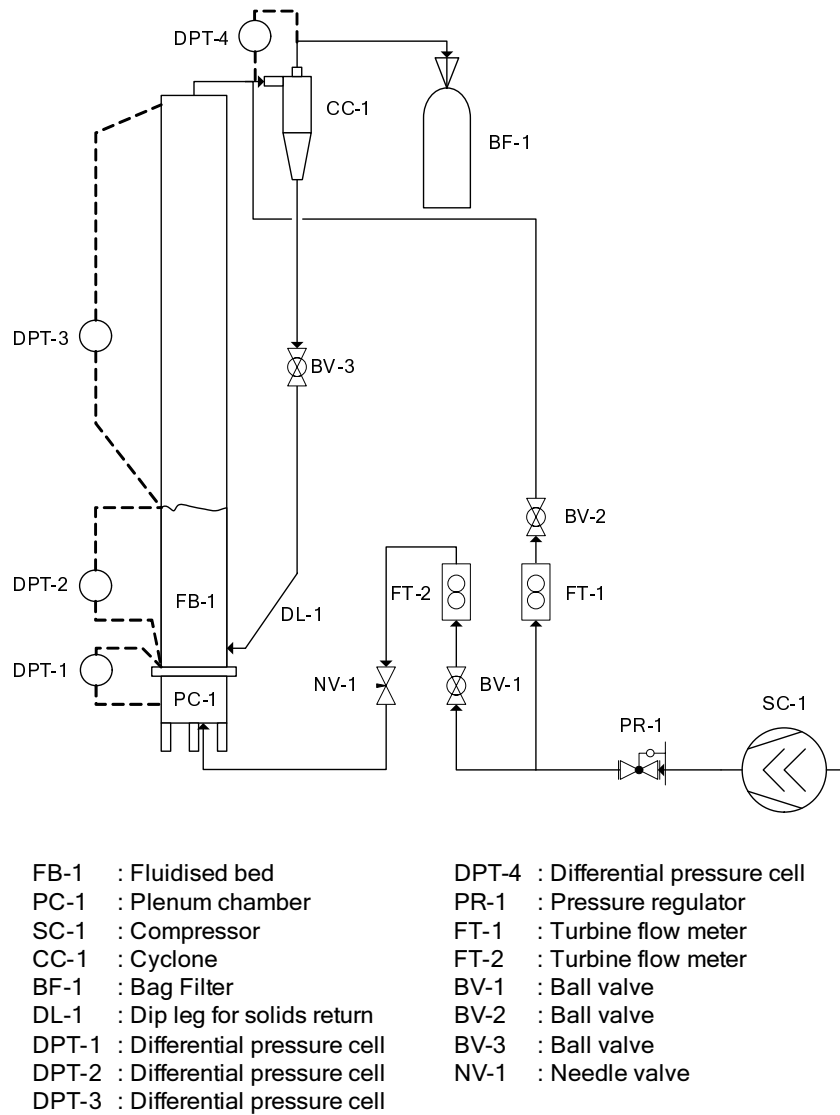 DPT-4
CC-1
BF-1
DPT-3
BV-3
BV-2
DPT-2
FB-1
FT-2
FT-1
DL-1
DPT-1
PC-1
NV-1
BV-1
SC-1
PR-1
FB-1 : Fluidised bed
PC-1 : Plenum chamber
SC-1 : Compressor
CC-1 : Cyclone
BF-1 : Bag Filter
DL-1 : Dip leg for solids return
DPT-1 : Differential pressure cell
DPT-2 : Differential pressure cell
DPT-3 : Differential pressure cell
DPT-4 : Differential pressure cell
PR-1 : Pressure regulator
FT-1 : Turbine flow meter
FT-2 : Turbine flow meter
BV-1 : Ball valve
BV-2 : Ball valve
BV-3 : Ball valve
NV-1 : Needle valve